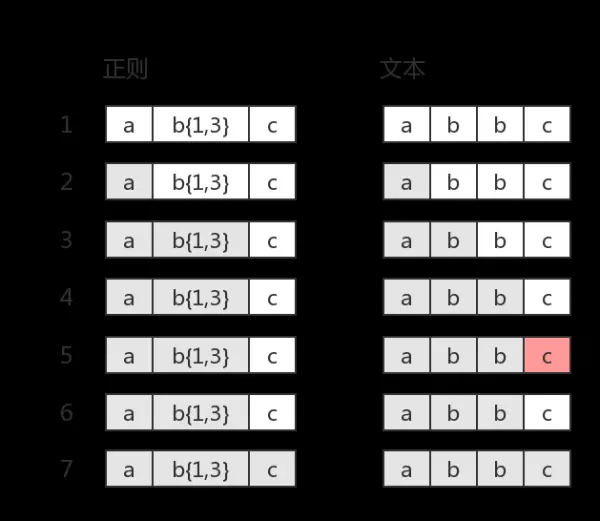 正则 文本
1 a b{1,3} c a b b c
2 a b{1,3} c a b b c
3 a b{1,3} c a b b c
4 a b{1,3} c a b b c
5 a b{1,3} c a b b c
6 a b{1,3} c a b b c
7 a b{1,3} c a b b c